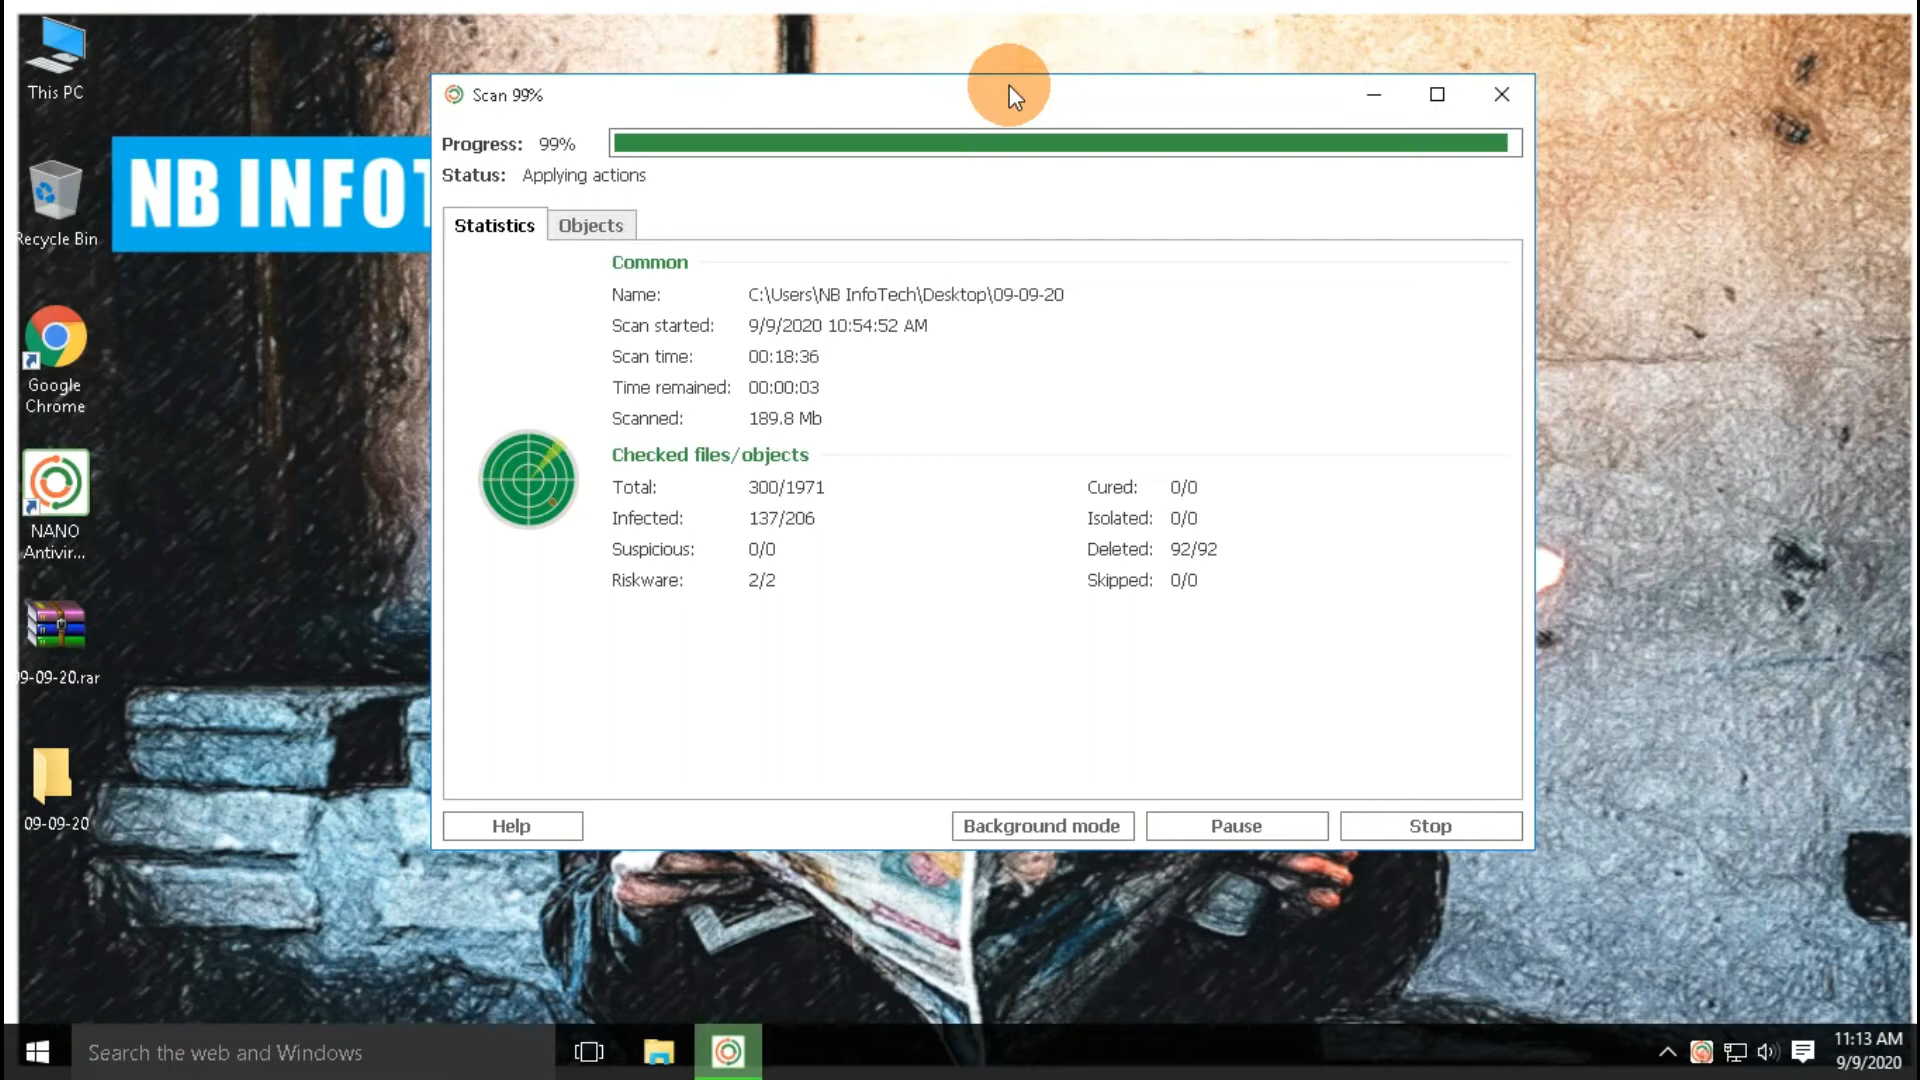 This PC
Recycle Bin
Google
Chrome
NANO
Antivir...
9-09-20.rar
09-09-20
NB INFOT
Scan 99%
Progress: 99%
Status: Applying actions
Statistics Objects
Common
Name: C:\Users\NB InfoTech\Desktop\09-09-20
Scan started: 9/9/2020 10:54:52 AM
Scan time: 00:18:36
Time remained: 00:00:03
Scanned: 189.8 Mb
Checked files/objects
Total: 300/1971 Cured: 0/0
Infected: 137/206 Isolated: 0/0
Suspicious: 0/0 Deleted: 92/92
Riskware: 2/2 Skipped: 0/0
Help Background mode Pause Stop
Search the web and Windows
11:13 AM
9/9/2020